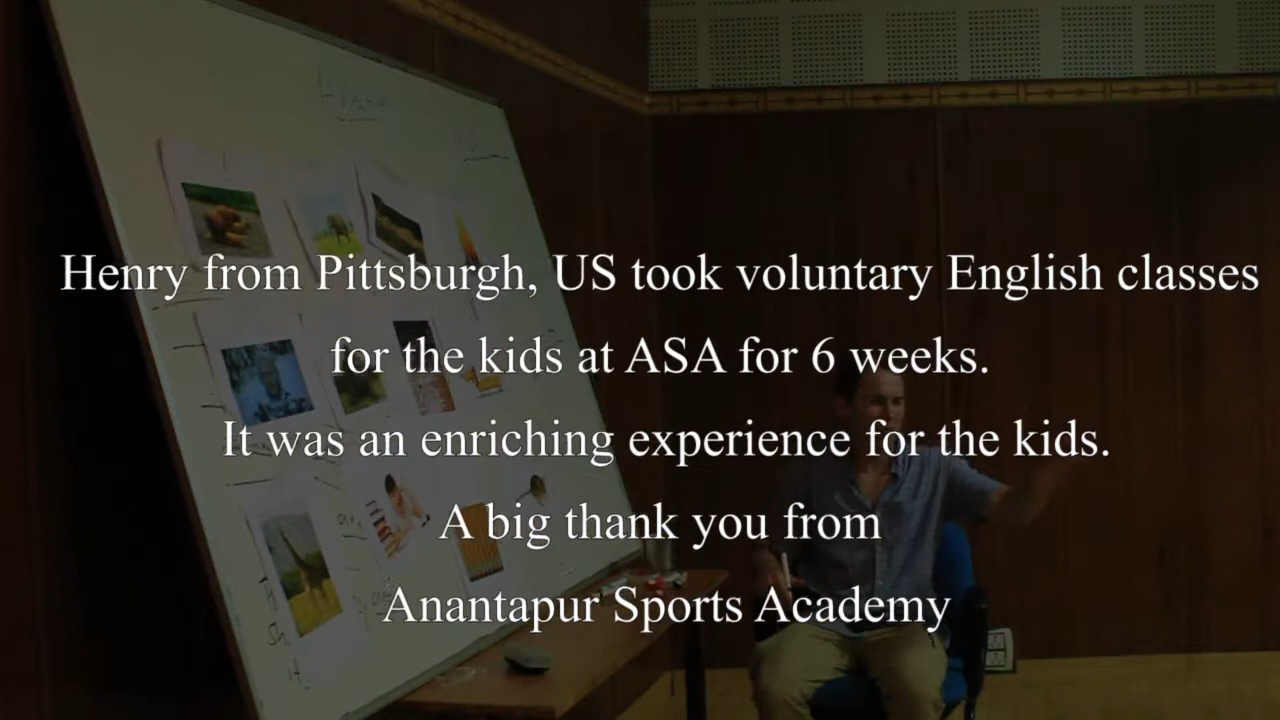 Henry from Pittsburgh, US took voluntary English classes
for the kids at ASA for 6 weeks.
It was an enriching experience for the kids.
A big thank you from
Anantapur Sports Academy